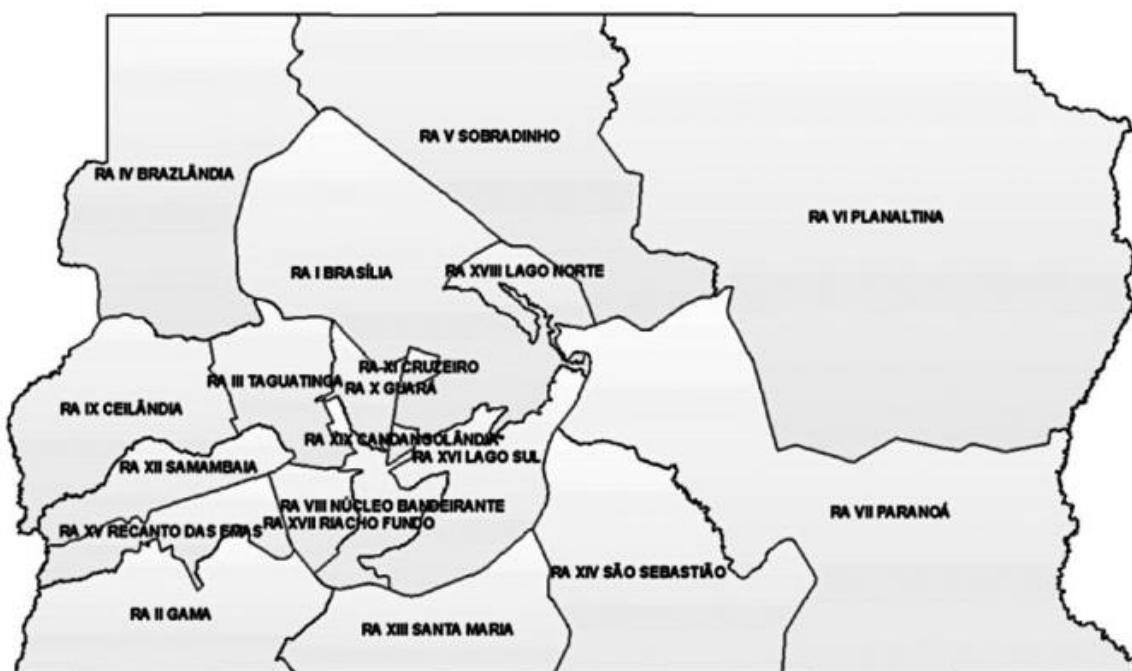 RA V SOBRADINHO
RA IV BRAZLÂNDIA
RA VI PLANALTINA
RA I BRASÍLIA
RA XVIII LAGO NORTE
RA XI CRUZEIRO
RA III TAGUATINGA
RA X GUARÁ
RA IX CEILÂNDIA
RA XIX CANDANGOLÂNDIA*
RA XVI LAGO SUL
RA XII SAMAMBAIA
RA VIII NÚCLEO BANDEIRANTE
RA VII PARANOÁ
RA XVII RIACHO FUNDO
RA XV RECANTO DAS EMAS
RA XIV SÃO SEBASTIÃO
RA II GAMA
RA XIII SANTA MARIA